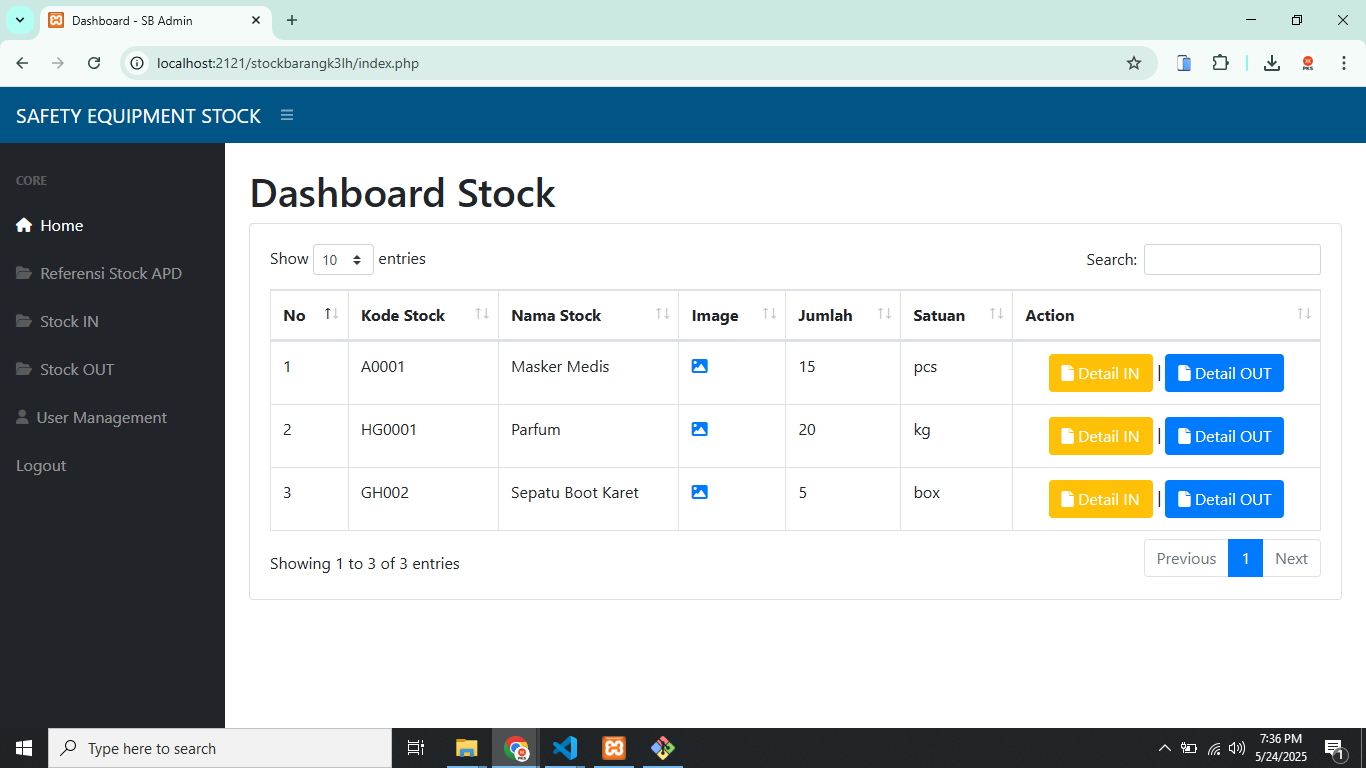 Dashboard - SB Admin
localhost:2121/stockbarangk3lh/index.php
PKS
SAFETY EQUIPMENT STOCK
CORE
Home
Referensi Stock APD
Stock IN
Stock OUT
User Management
Logout
Dashboard Stock
Show 10 entries Search:
No Kode Stock Nama Stock Image Jumlah Satuan Action
1 A0001 Masker Medis 15 pcs Detail IN | Detail OUT
2 HG0001 Parfum 20 kg Detail IN | Detail OUT
3 GH002 Sepatu Boot Karet 5 box Detail IN | Detail OUT
Showing 1 to 3 of 3 entries Previous 1 Next
Type here to search
PKS
7:36 PM
5/24/2025
1